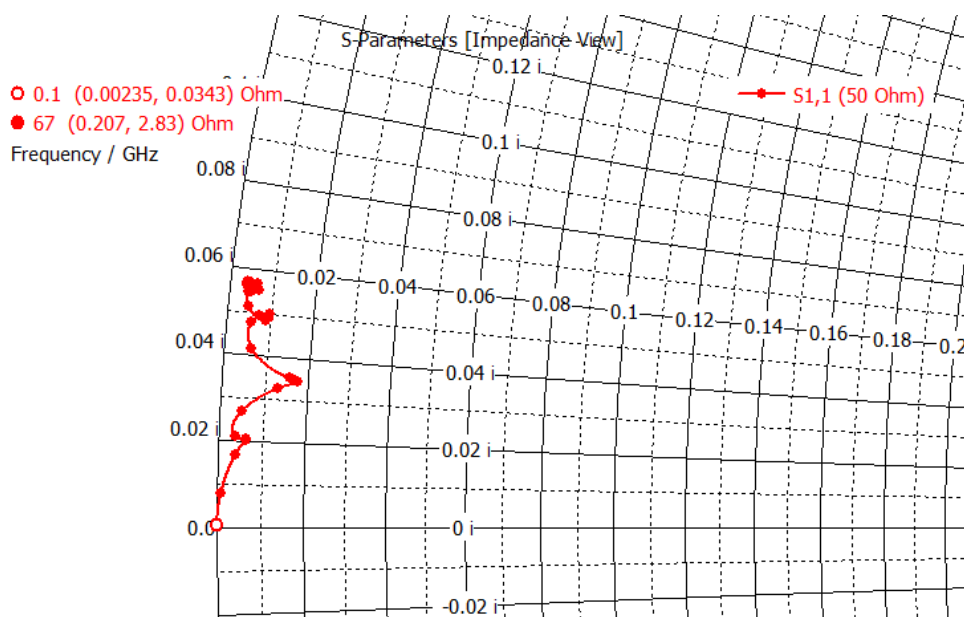 S-Parameters [Impedance View]
0.1 (0.00235, 0.0343) Ohm
67 (0.207, 2.83) Ohm
Frequency / GHz
S1,1 (50 Ohm)
0.12 i
0.1 i
0.08 i
0.08 i
0.06 i
0.02 0.04 0.06 0.08 0.1 0.12 0.14 0.16 0.18 0.2
0.04 i
0.04 i
0.02 i
0.02 i
0.0
0 i
-0.02 i